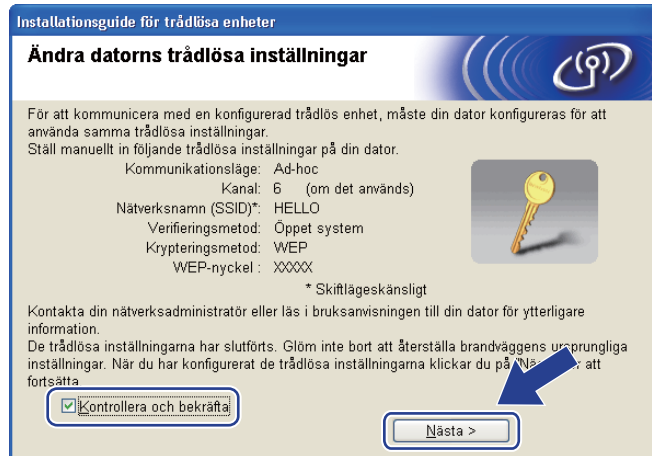 Installationsguide för trådlösa enheter
Ändra datorns trådlösa inställningar
För att kommunicera med en konfigurerad trådlös enhet, måste din dator konfigureras för att
använda samma trådlösa inställningar.
Ställ manuellt in följande trådlösa inställningar på din dator.
Kommunikationsläge: Ad-hoc
Kanal: 6 (om det används)
Nätverksnamn (SSID)*: HELLO
Verifieringsmetod: Öppet system
Krypteringsmetod: WEP
WEP-nyckel : XXXXX
* Skiftlägeskänsligt
Kontakta din nätverksadministratör eller läs i bruksanvisningen till din dator för ytterligare
information.
De trådlösa inställningarna har slutförts. Glöm inte bort att återställa brandväggens ursprungliga
inställningar. När du har konfigurerat de trådlösa inställningarna klickar du på att
fortsätta.
Kontrollera och bekräfta
Nästa >